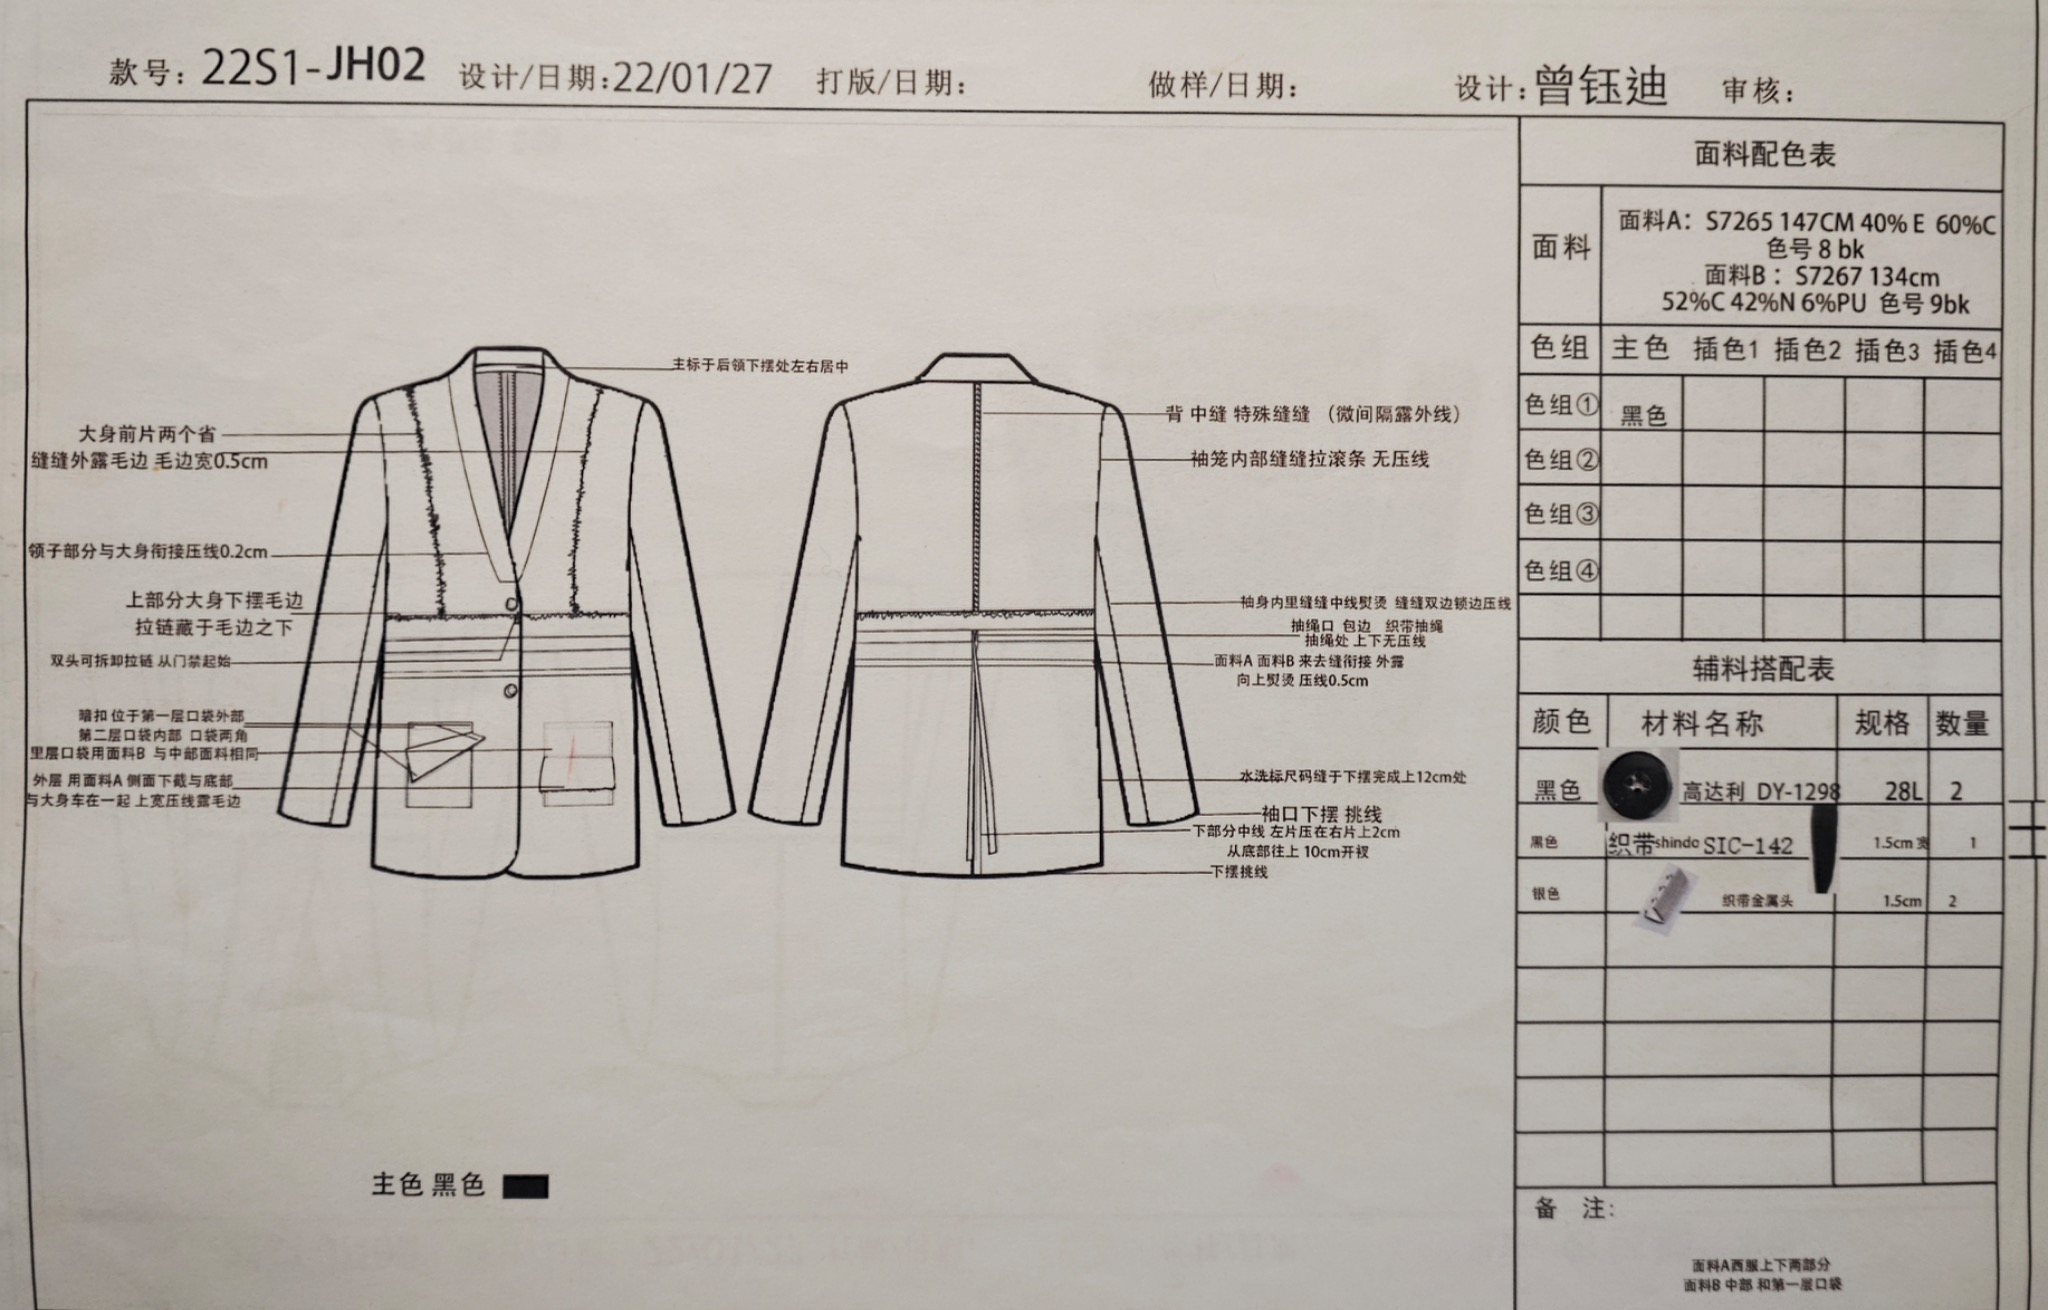 款号：22S1-JH02 设计/日期：22/01/27 打版/日期： 做样/日期： 设计：曾钰迪 审核：
主标于后领下摆处左右居中
大身前片两个省
缝缝外露毛边 毛边宽0.5cm
领子部分与大身衔接压线0.2cm
上部分大身下摆毛边
拉链藏于毛边之下
双头可拆卸拉链 从门禁起始
暗扣 位于第一层口袋外部
第二层口袋内部 口袋两角
里层口袋用面料B 与中部面料相同
外层 用面料A 侧面下截与底部
与大身车在一起 上宽压线露毛边
背 中缝 特殊缝缝 （微间隔露外线）
袖笼内部缝缝拉滚条 无压线
袖身内里缝缝中线熨烫 缝缝双边锁边压线
抽绳口 包边 织带抽绳
抽绳处 上下无压线
面料A 面料B 来去缝衔接 外露
向上熨烫 压线0.5cm
水洗标尺码缝于下摆完成上12cm处
袖口下摆 挑线
下部分中线 左片压在右片上2cm
从底部往上 10cm开衩
下摆挑线
主色 黑色
面料配色表
面料
面料A： S7265 147CM 40% E 60%C
色号 8 bk
面料B： S7267 134cm
52%C 42%N 6%PU 色号 9bk
色组 主色 插色1 插色2 插色3 插色4
色组① 黑色
色组②
色组③
色组④
辅料搭配表
颜色 材料名称 规格 数量
黑色 高达利 DY-1298 28L 2
黑色 织带shindo SIC-142 1.5cm 宽 1
银色 织带金属头 1.5cm 2
备 注：
面料A西服上下两部分
面料B 中部 和第一层口袋